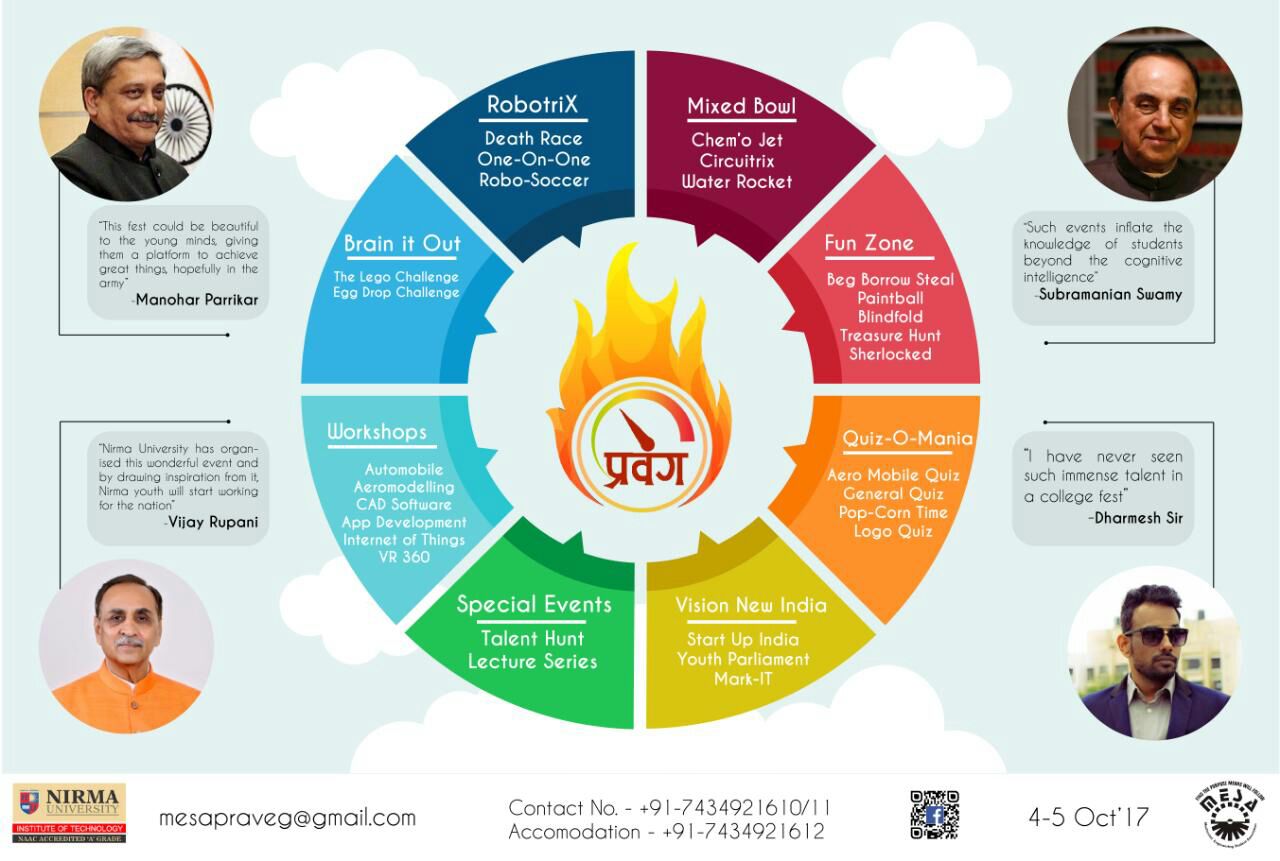 RobotriX
Death Race
One-On-One
Robo-Soccer
Mixed Bowl
Chem'o Jet
Circuitrix
Water Rocket
Brain it Out
The Lego Challenge
Egg Drop Challenge
Fun Zone
Beg Borrow Steal
Paintball
Blindfold
Treasure Hunt
Sherlocked
"This fest could be beautiful
to the young minds, giving
them a platform to achieve
great things, hopefully in the
army"
-Manohar Parrikar
"Such events inflate the
knowledge of students
beyond the cognitive
intelligence"
-Subramanian Swamy
प्रवेग
Workshops
Automobile
Aeromodelling
CAD Software
App Development
Internet of Things
VR 360
Quiz-O-Mania
Aero Mobile Quiz
General Quiz
Pop-Corn Time
Logo Quiz
"Nirma University has organ-
ised this wonderful event and
by drawing inspiration from it,
Nirma youth will start working
for the nation"
-Vijay Rupani
"I have never seen
such immense talent in
a college fest"
-Dharmesh Sir
Special Events
Talent Hunt
Lecture Series
Vision New India
Start Up India
Youth Parliament
Mark-IT
NIRMA
UNIVERSITY
INSTITUTE OF TECHNOLOGY
NAAC ACCREDITED 'A' GRADE
mesapraveg@gmail.com
Contact No. - +91-7434921610/11
Accomodation - +91-7434921612
4-5 Oct'17
MESA